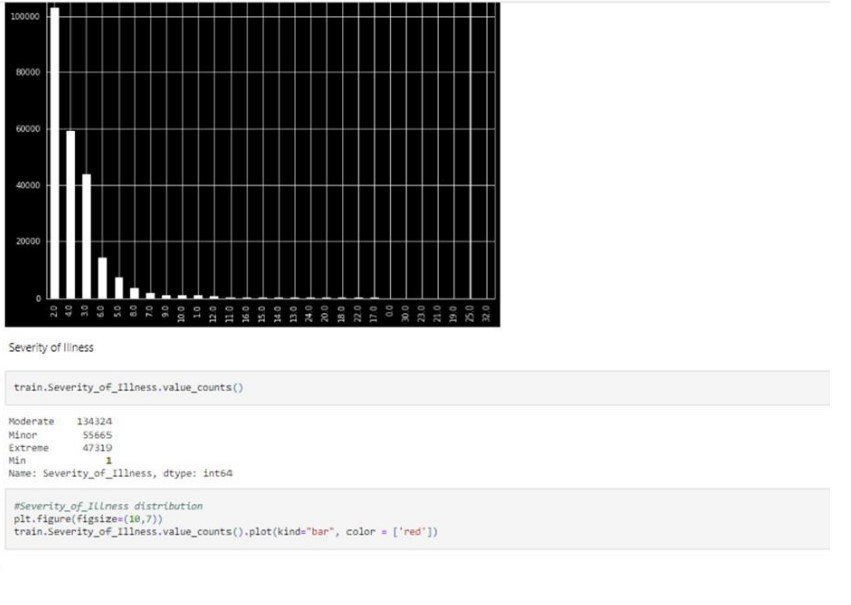 100000
80000
60000
40000
20000
0
2.0 4.0 3.0 6.0 5.0 8.0 7.0 9.0 10.0 1.0 12.0 11.0 16.0 15.0 14.0 13.0 24.0 20.0 18.0 22.0 17.0 0.0 30.0 23.0 21.0 19.0 25.0 32.0
Severity of Illness
train.Severity_of_Illness.value_counts()
Moderate 134324
Minor 55665
Extreme 47319
Min 1
Name: Severity_of_Illness, dtype: int64
#Severity_of_Illness distribution
plt.figure(figsize=(10,7))
train.Severity_of_Illness.value_counts().plot(kind="bar", color = ['red'])